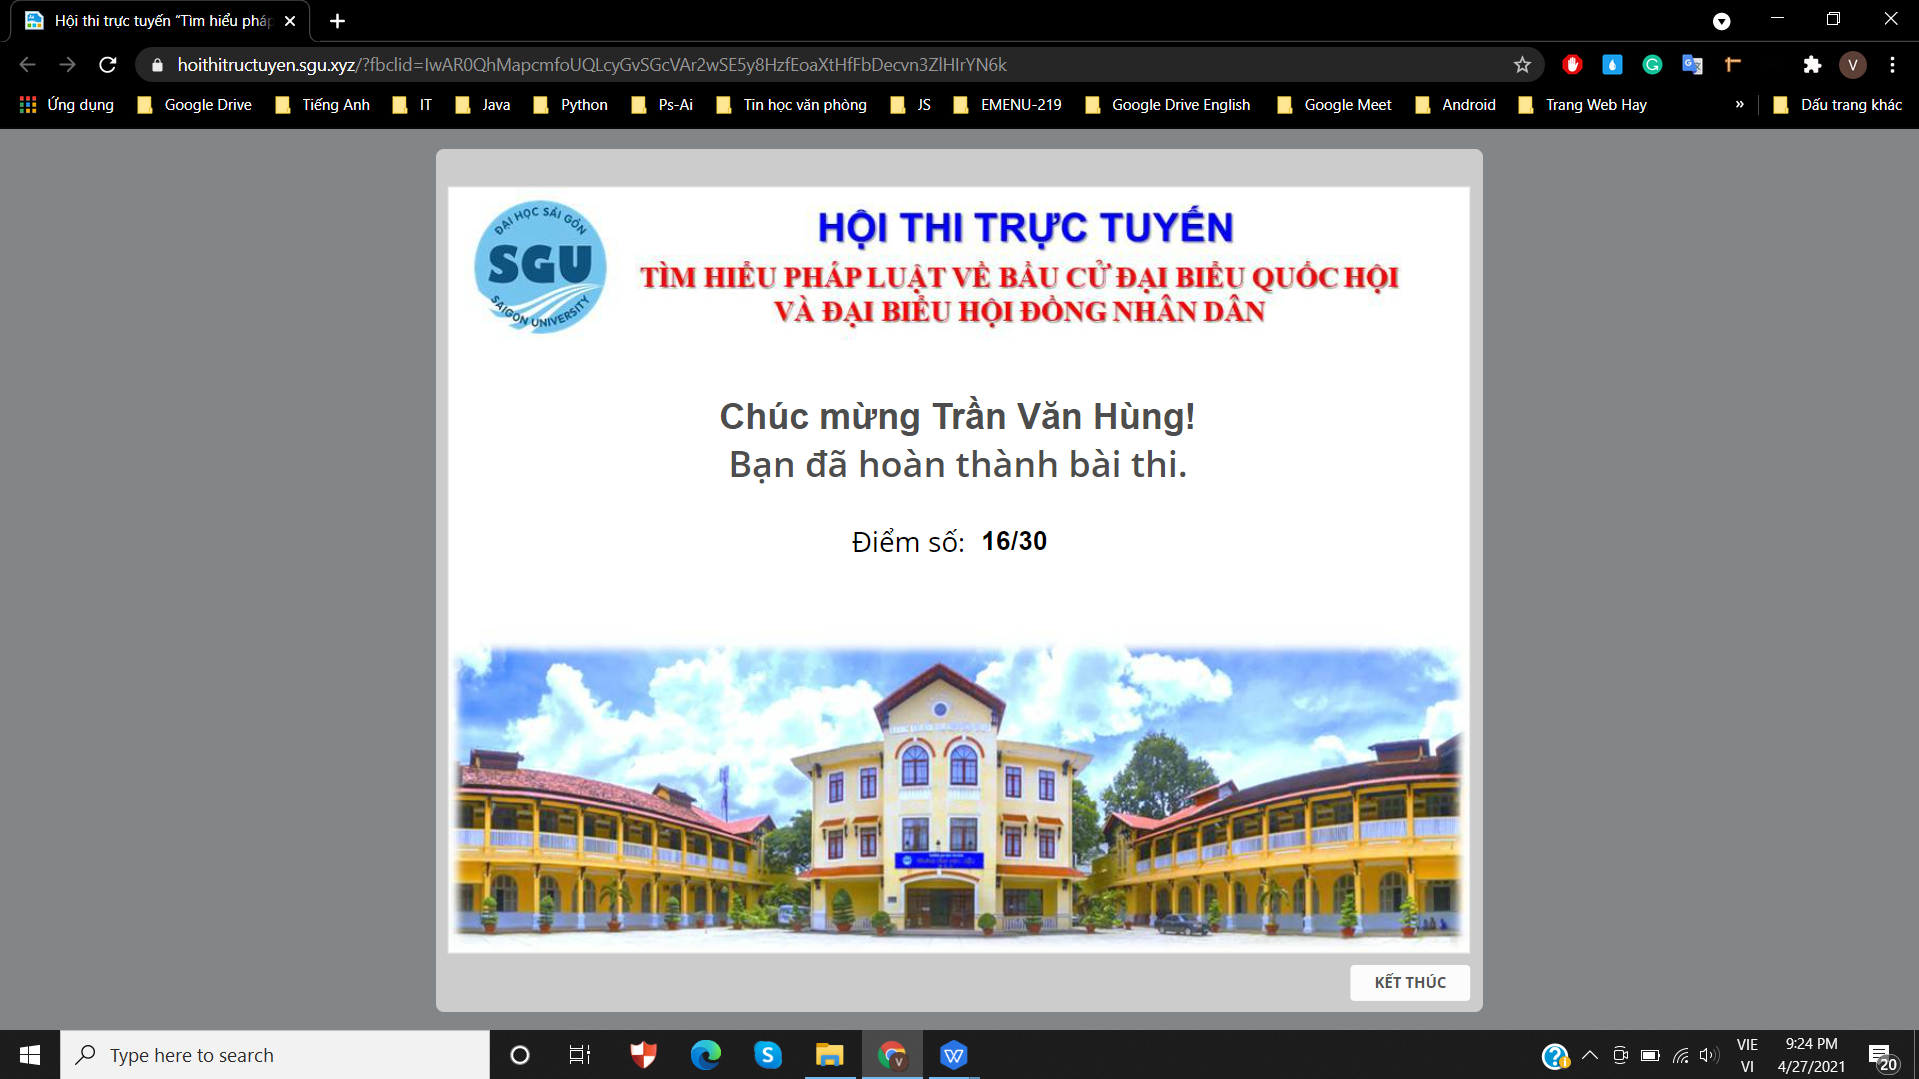 Hội thi trực tuyến "Tìm hiểu pháp
hoithitructuyen.sgu.xyz/?fbclid=IwAR0QhMapcmfoUQLcyGvSGcVAr2wSE5y8HzfEoaXtHfFbDecvn3ZlHIrYN6k
V
Ứng dụng Google Drive Tiếng Anh IT Java Python Ps-Ai Tin học văn phòng JS EMENU-219 Google Drive English Google Meet Android Trang Web Hay » Dấu trang khác
ĐẠI HỌC SÀI GÒN
SGU
SAIGON UNIVERSITY
HỘI THI TRỰC TUYẾN
TÌM HIỂU PHÁP LUẬT VỀ BẦU CỬ ĐẠI BIỂU QUỐC HỘI
VÀ ĐẠI BIỂU HỘI ĐỒNG NHÂN DÂN
Chúc mừng Trần Văn Hùng!
Bạn đã hoàn thành bài thi.
Điểm số: 16/30
KẾT THÚC
Type here to search
VIE
VI
9:24 PM
4/27/2021
20